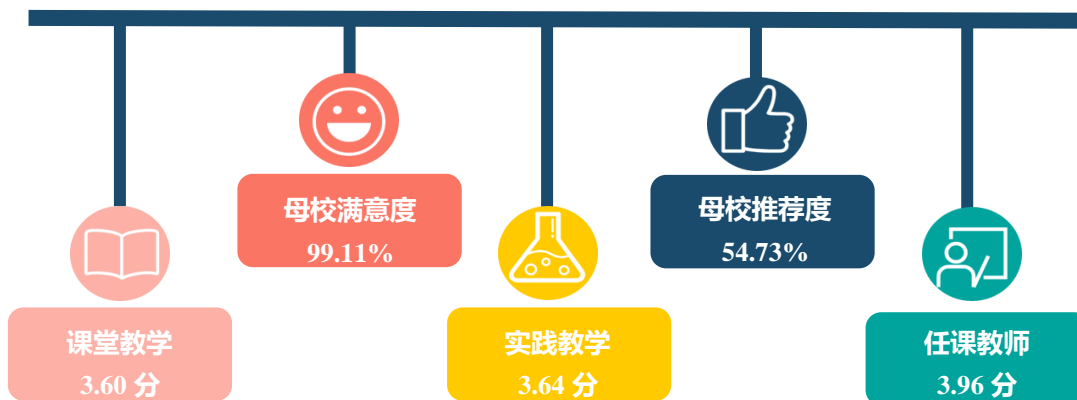 母校满意度
99.11%
母校推荐度
54.73%
课堂教学
3.60 分
实践教学
3.64 分
任课教师
3.96 分